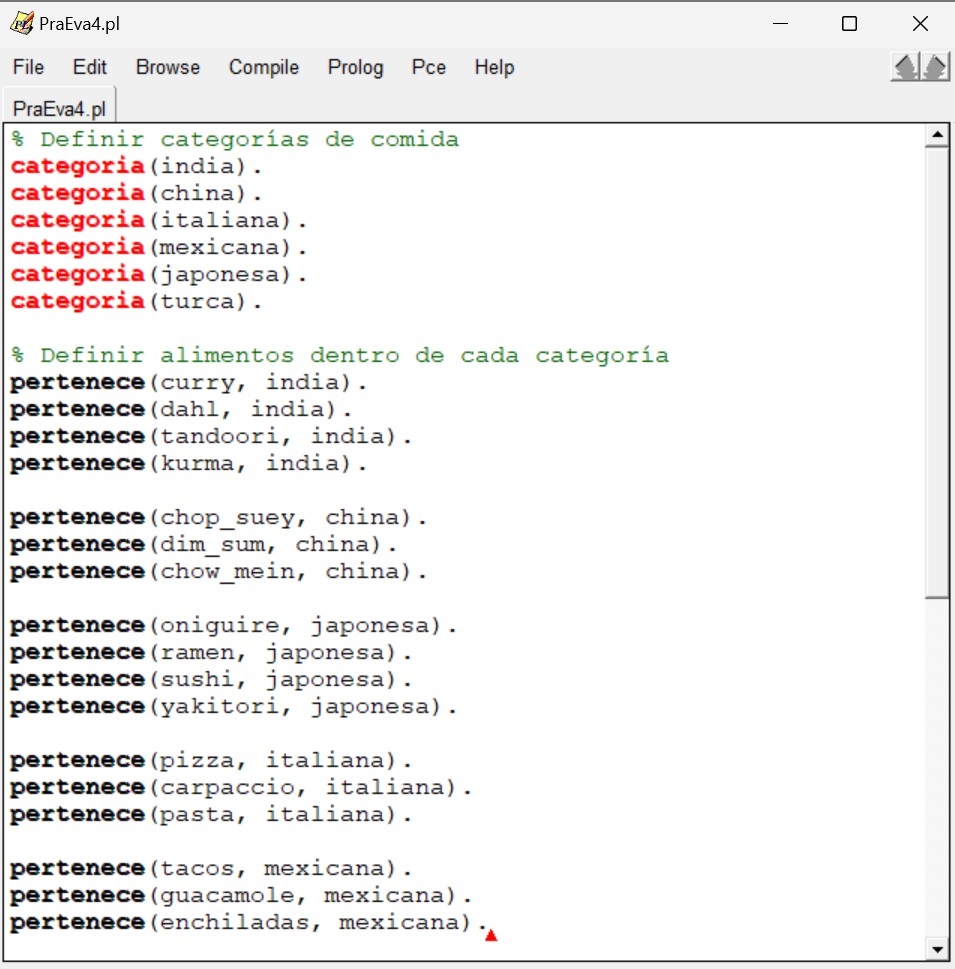 PraEva4.pl
File Edit Browse Compile Prolog Pce Help
PraEva4.pl
% Definir categorías de comida
categoria(india).
categoria(china).
categoria(italiana).
categoria(mexicana).
categoria(japonesa).
categoria(turca).
% Definir alimentos dentro de cada categoría
pertenece(curry, india).
pertenece(dahl, india).
pertenece(tandoori, india).
pertenece(kurma, india).
pertenece(chop_suey, china).
pertenece(dim_sum, china).
pertenece(chow_mein, china).
pertenece(oniguire, japonesa).
pertenece(ramen, japonesa).
pertenece(sushi, japonesa).
pertenece(yakitori, japonesa).
pertenece(pizza, italiana).
pertenece(carpaccio, italiana).
pertenece(pasta, italiana).
pertenece(tacos, mexicana).
pertenece(guacamole, mexicana).
pertenece(enchiladas, mexicana).